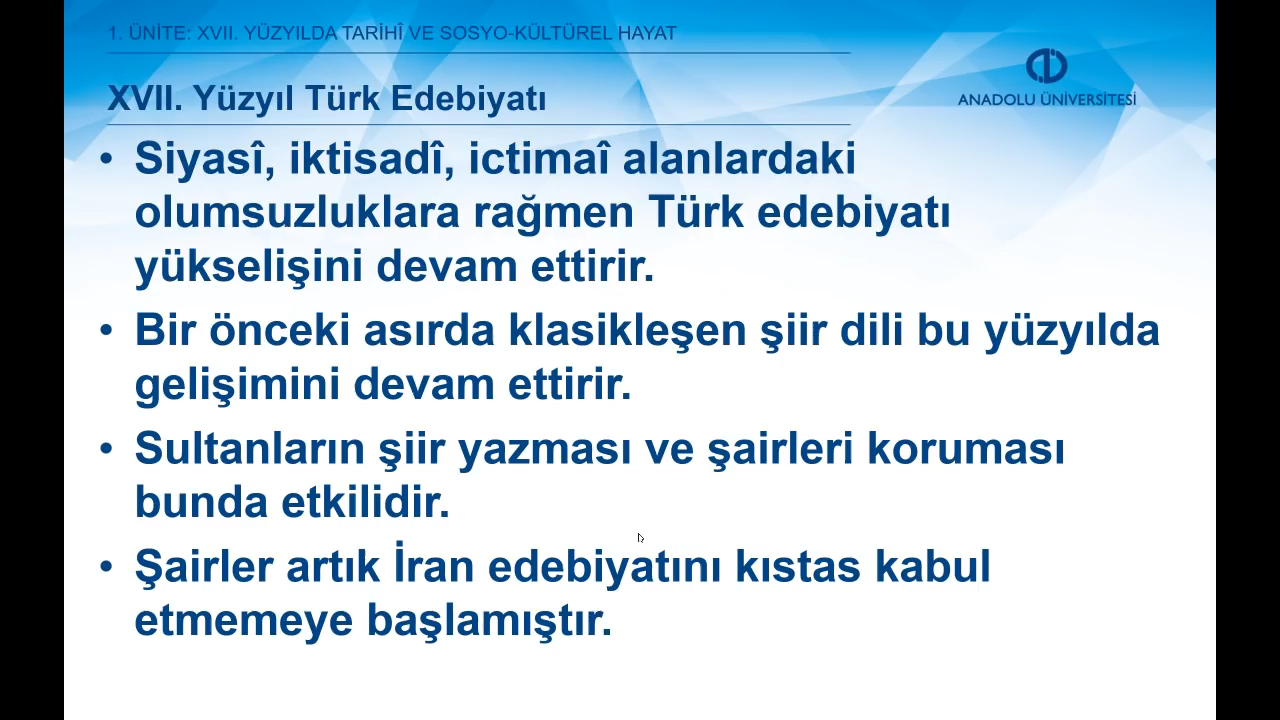 1. ÜNİTE: XVII. YÜZYILDA TARİHÎ VE SOSYO-KÜLTÜREL HAYAT
ANADOLU ÜNİVERSİTESİ
XVII. Yüzyıl Türk Edebiyatı
• Siyasî, iktisadî, ictimaî alanlardaki
olumsuzluklara rağmen Türk edebiyatı
yükselişini devam ettirir.
• Bir önceki asırda klasikleşen şiir dili bu yüzyılda
gelişimini devam ettirir.
• Sultanların şiir yazması ve şairleri koruması
bunda etkilidir.
• Şairler artık İran edebiyatını kıstas kabul
etmemeye başlamıştır.